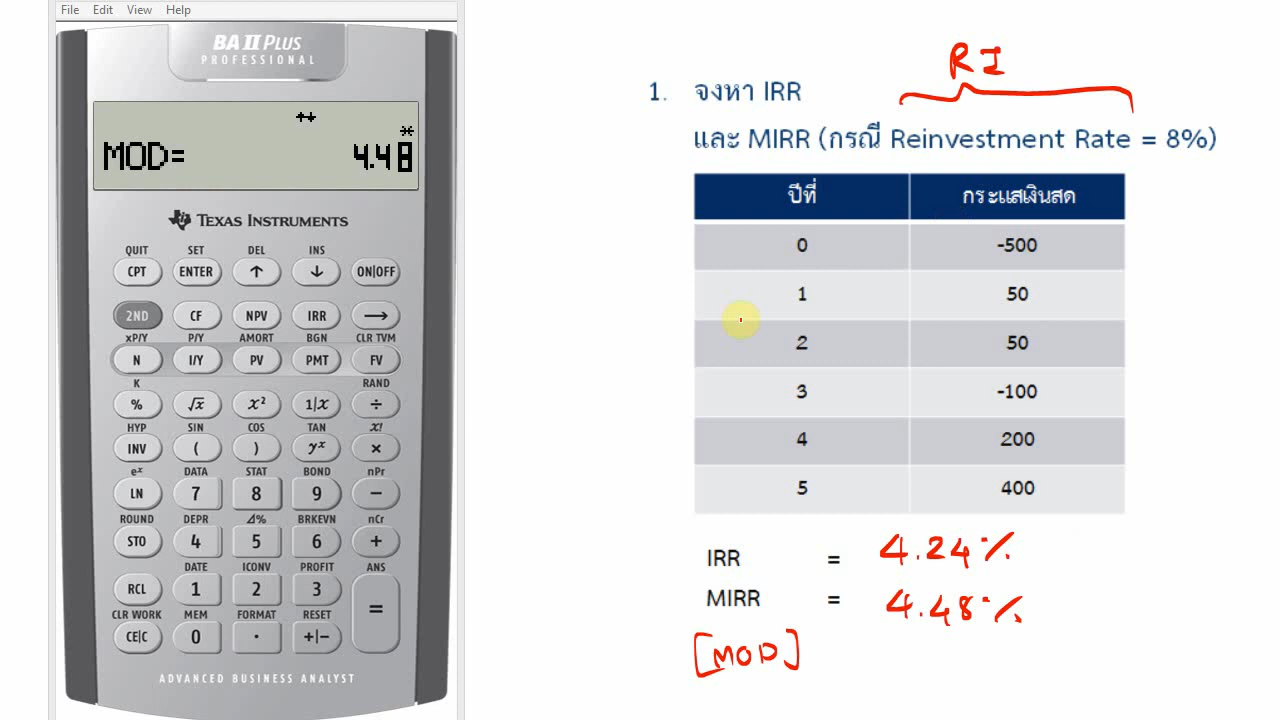 File Edit View Help
BA II PLUS
PROFESSIONAL
MOD= 4.48
TEXAS INSTRUMENTS
QUIT SET DEL INS
CPT ENTER ↑ ↓ ON|OFF
2ND CF NPV IRR →
xP/Y P/Y AMORT BGN CLR TVM
N I/Y PV PMT FV
K RAND
% √x x² 1/x ÷
HYP SIN COS TAN x!
INV ( ) yˣ ×
eˣ DATA STAT BOND nPr
LN 7 8 9 −
ROUND DEPR Δ% BRKEVN nCr
STO 4 5 6 +
DATE ICONV PROFIT ANS
RCL 1 2 3 =
CLR WORK MEM FORMAT RESET
CE|C 0 . +|−
ADVANCED BUSINESS ANALYST
RI
1. จงหา IRR
และ MIRR (กรณี Reinvestment Rate = 8%)
ปีที่ กระแสเงินสด
0 -500
1 50
2 50
3 -100
4 200
5 400
IRR = 4.24%
MIRR = 4.48%
[MOD]